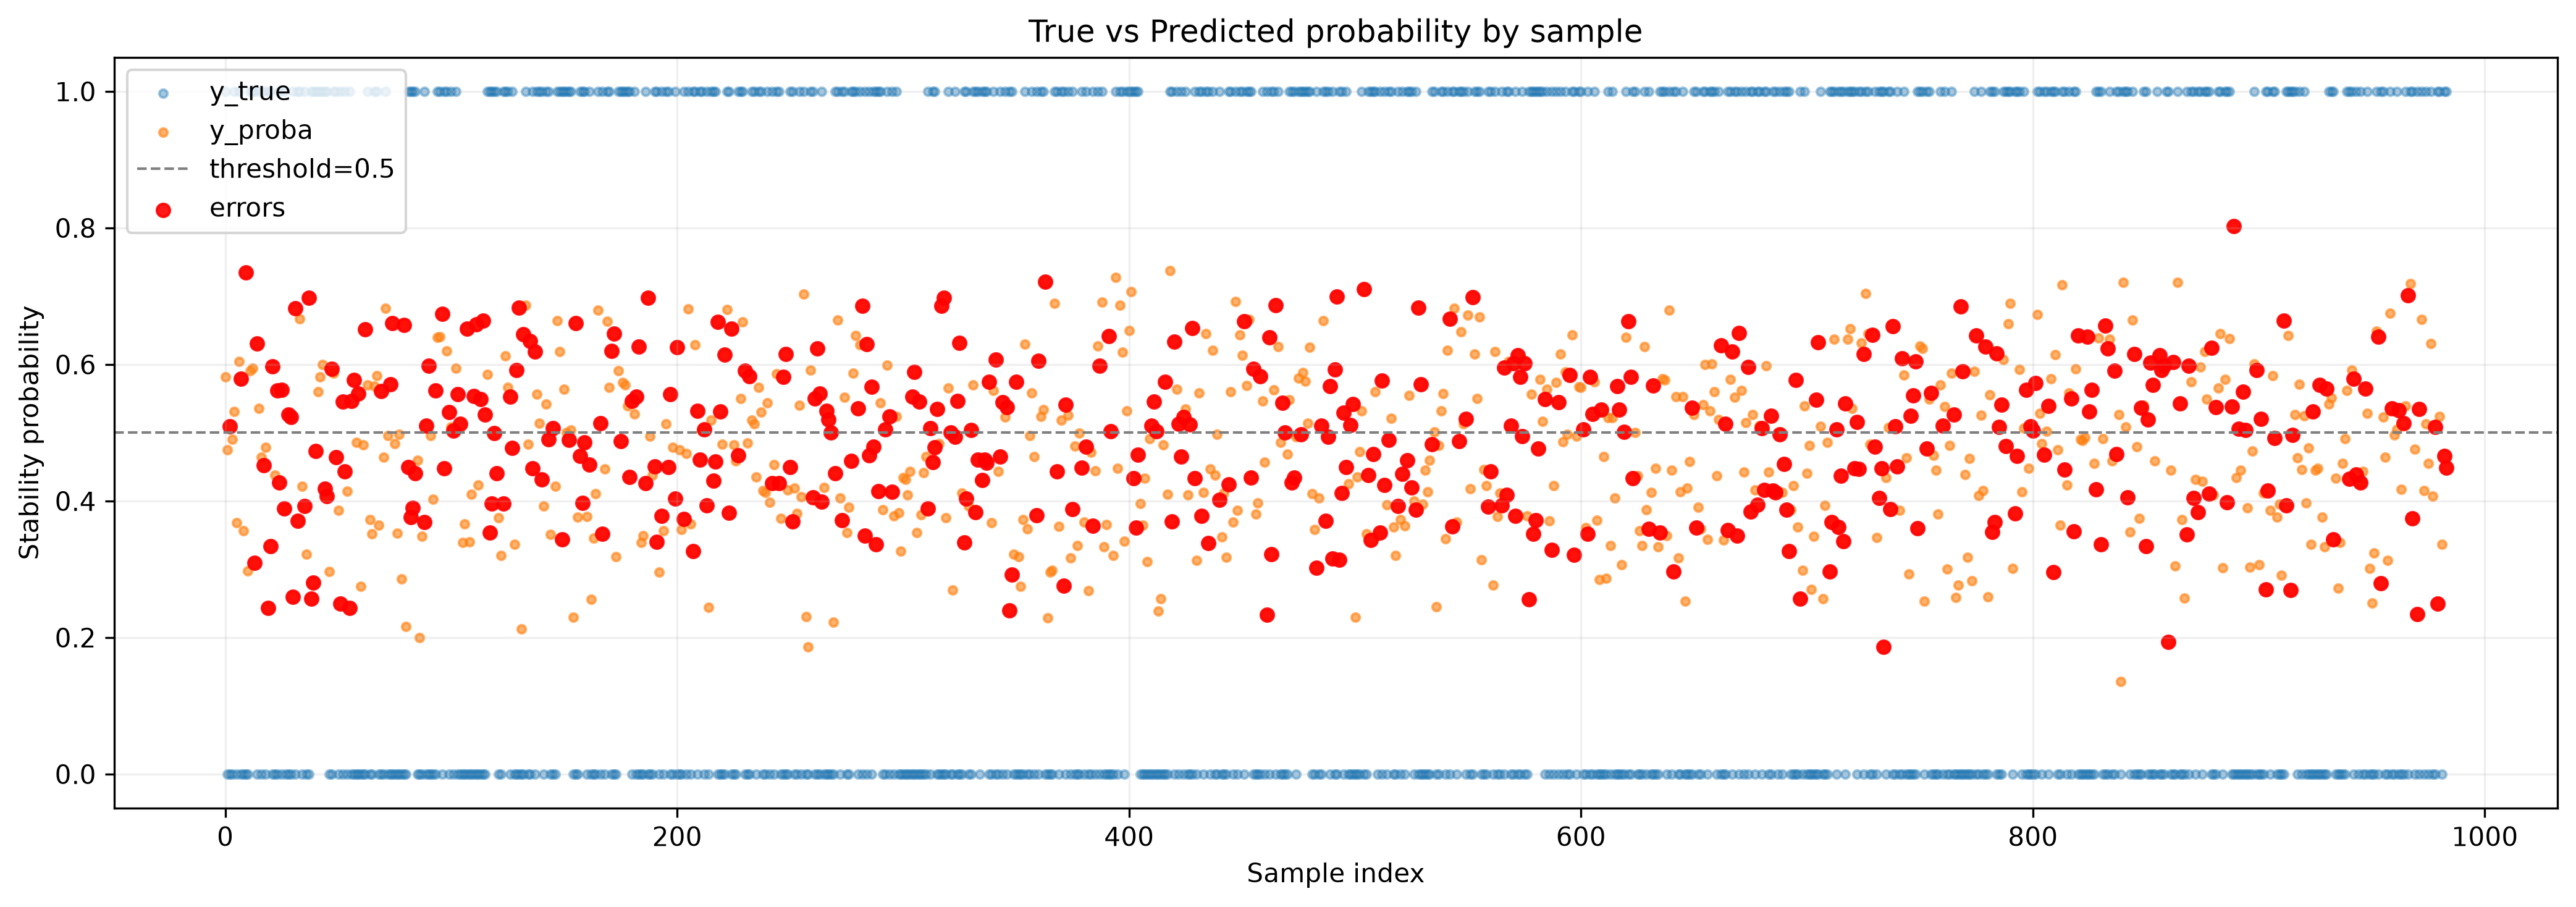 True vs Predicted probability by sample
y_true
y_proba
threshold=0.5
errors
Stability probability
1.0
0.8
0.6
0.4
0.2
0.0
0 200 400 600 800 1000
Sample index